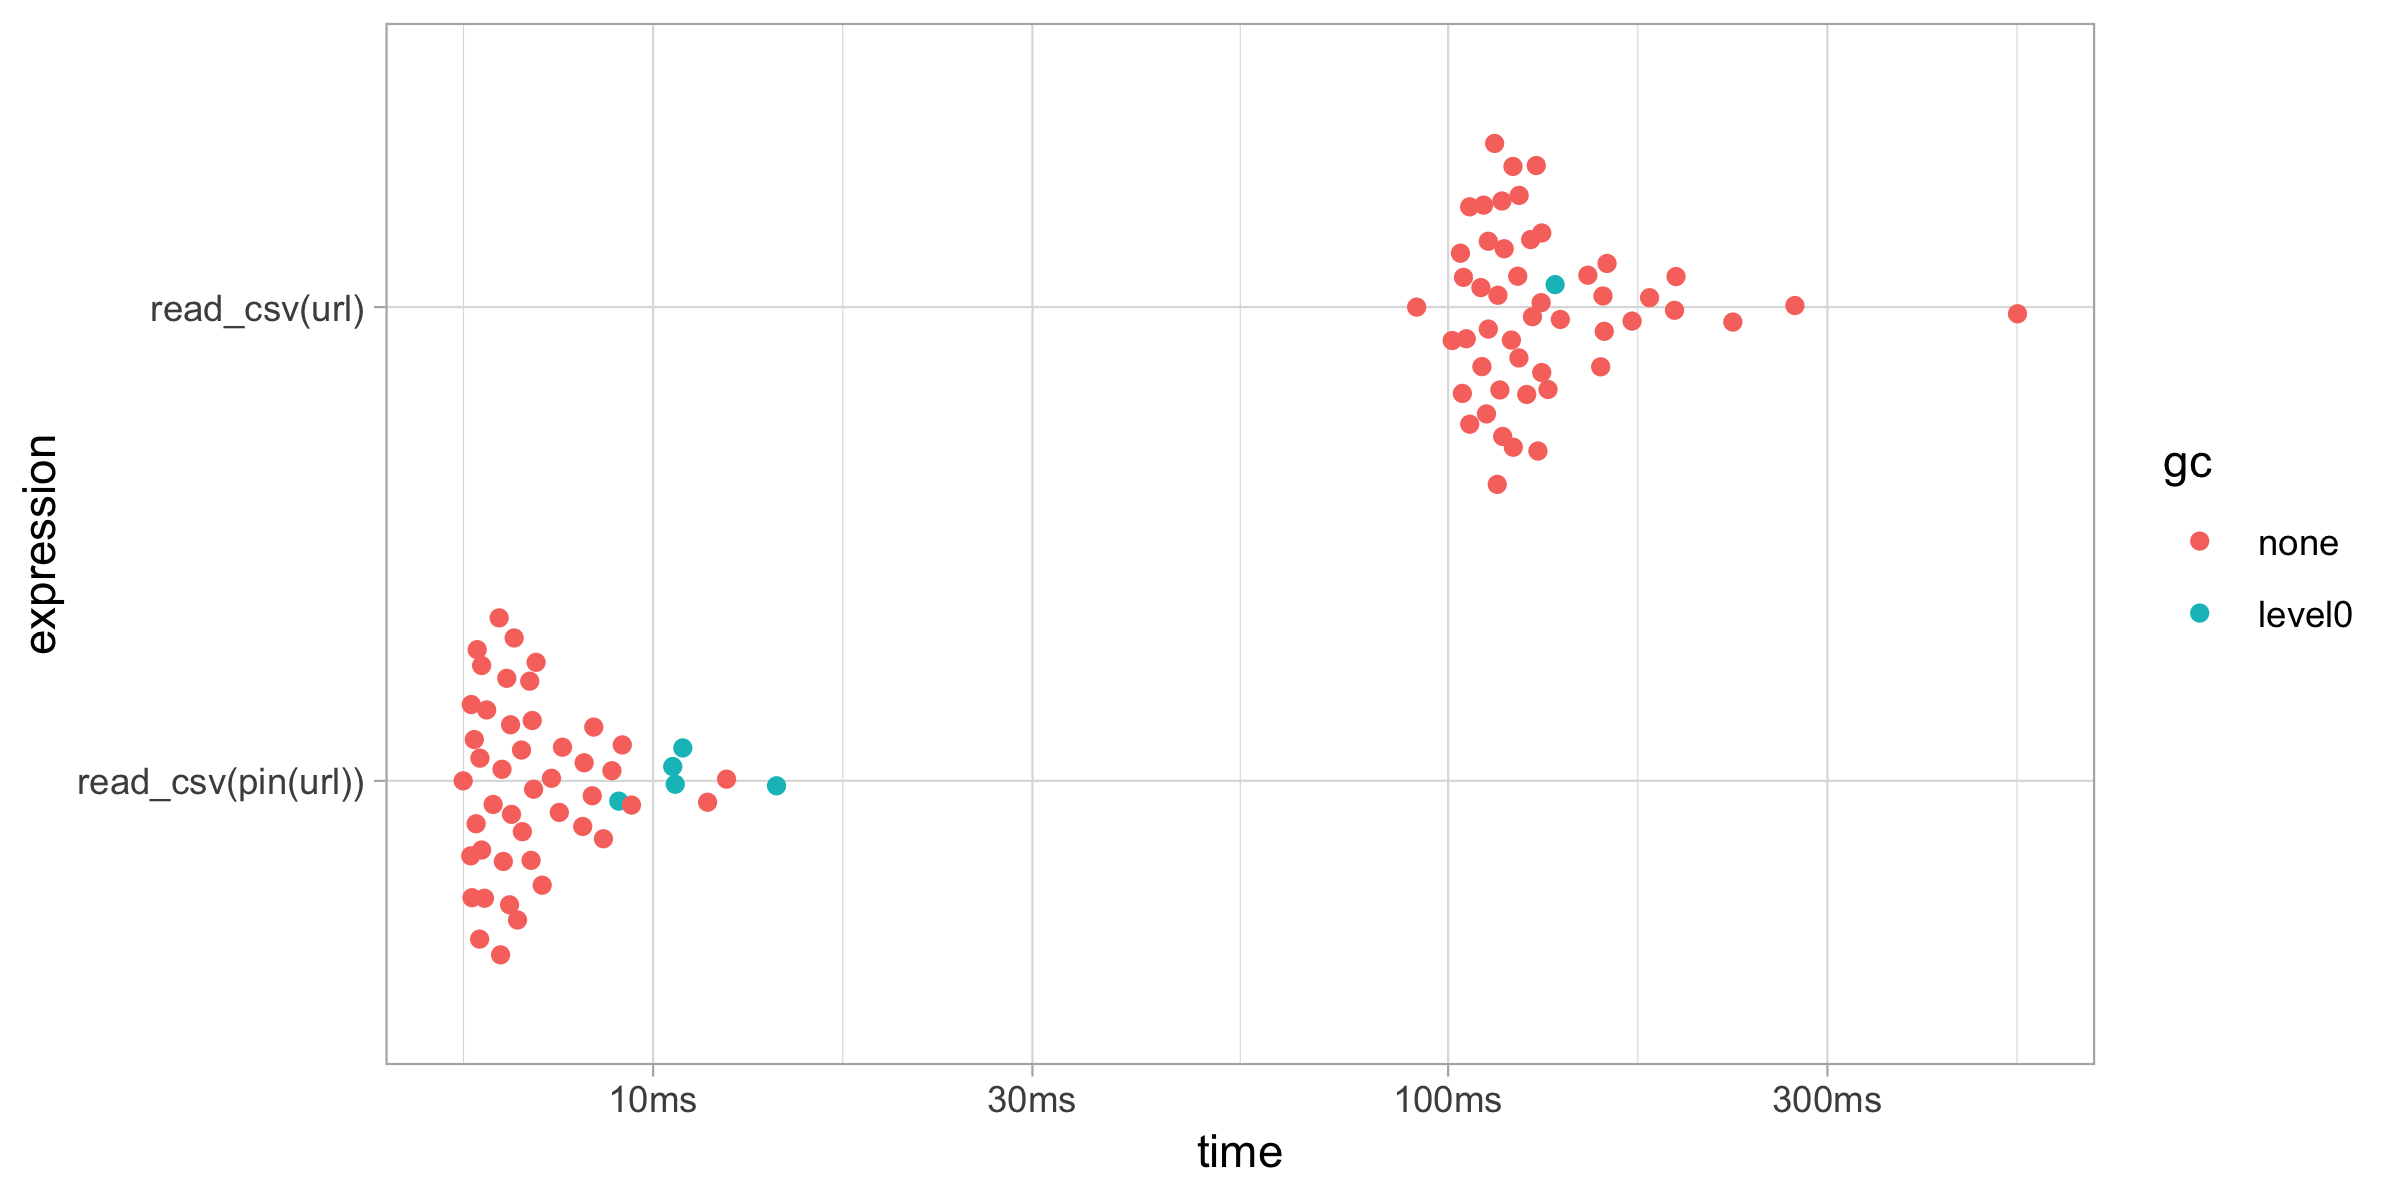 read_csv(url)
read_csv(pin(url))
expression
10ms
30ms
100ms
300ms
time
gc
none
level0